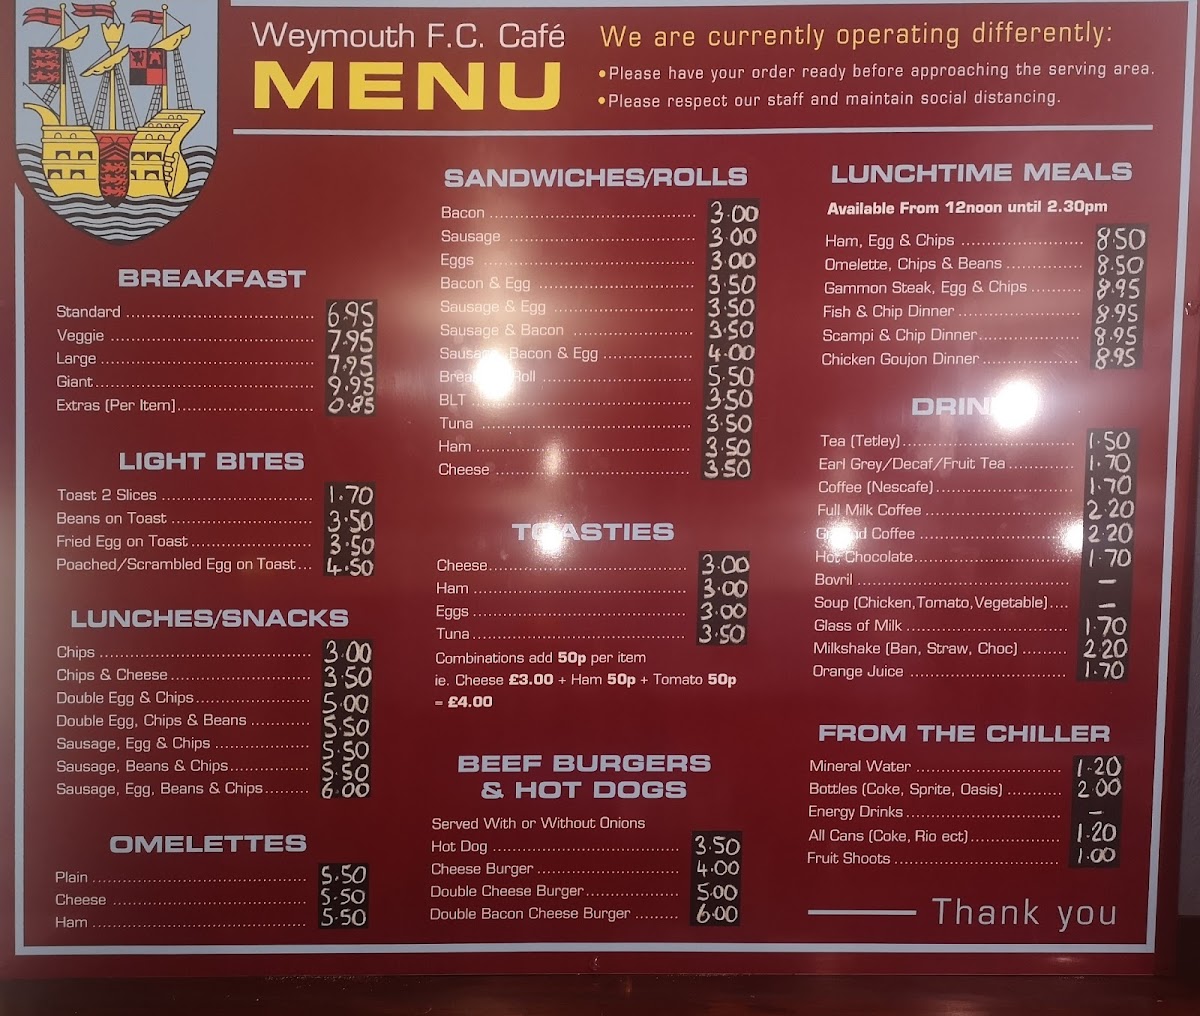 Weymouth F.C. Café
MENU
We are currently operating differently:
•Please have your order ready before approaching the serving area.
•Please respect our staff and maintain social distancing.
BREAKFAST
Standard 6.95
Veggie 7.95
Large 7.95
Giant 9.95
Extras (Per Item) 0.85
LIGHT BITES
Toast 2 Slices 1.70
Beans on Toast 3.50
Fried Egg on Toast 3.50
Poached/Scrambled Egg on Toast 4.50
LUNCHES/SNACKS
Chips 3.00
Chips & Cheese 3.50
Double Egg & Chips 5.00
Double Egg, Chips & Beans 5.50
Sausage, Egg & Chips 5.50
Sausage, Beans & Chips 5.50
Sausage, Egg, Beans & Chips 6.00
OMELETTES
Plain 5.50
Cheese 5.50
Ham 5.50
SANDWICHES/ROLLS
Bacon 3.00
Sausage 3.00
Eggs 3.00
Bacon & Egg 3.50
Sausage & Egg 3.50
Sausage & Bacon 3.50
Sausage, Bacon & Egg 4.00
Roll 5.50
BLT 3.50
Tuna 3.50
Ham 3.50
Cheese 3.50
TOASTIES
Cheese 3.00
Ham 3.00
Eggs 3.00
Tuna 3.50
Combinations add 50p per item
ie. Cheese £3.00 + Ham 50p + Tomato 50p
= £4.00
BEEF BURGERS
& HOT DOGS
Served With or Without Onions
Hot Dog 3.50
Cheese Burger 4.00
Double Cheese Burger 5.00
Double Bacon Cheese Burger 6.00
LUNCHTIME MEALS
Available From 12noon until 2.30pm
Ham, Egg & Chips 8.50
Omelette, Chips & Beans 8.50
Gammon Steak, Egg & Chips 8.95
Fish & Chip Dinner 8.95
Scampi & Chip Dinner 8.95
Chicken Goujon Dinner 8.95
Tea (Tetley) 1.50
Earl Grey/Decaf/Fruit Tea 1.70
Coffee (Nescafe) 1.70
Full Milk Coffee 2.20
Coffee 2.20
Hot Chocolate 1.70
Bovril –
Soup (Chicken,Tomato,Vegetable) –
Glass of Milk 1.70
Milkshake (Ban, Straw, Choc) 2.20
Orange Juice 1.70
FROM THE CHILLER
Mineral Water 1.20
Bottles (Coke, Sprite, Oasis) 2.00
Energy Drinks –
All Cans (Coke, Rio ect) 1.20
Fruit Shoots 1.00
Thank you